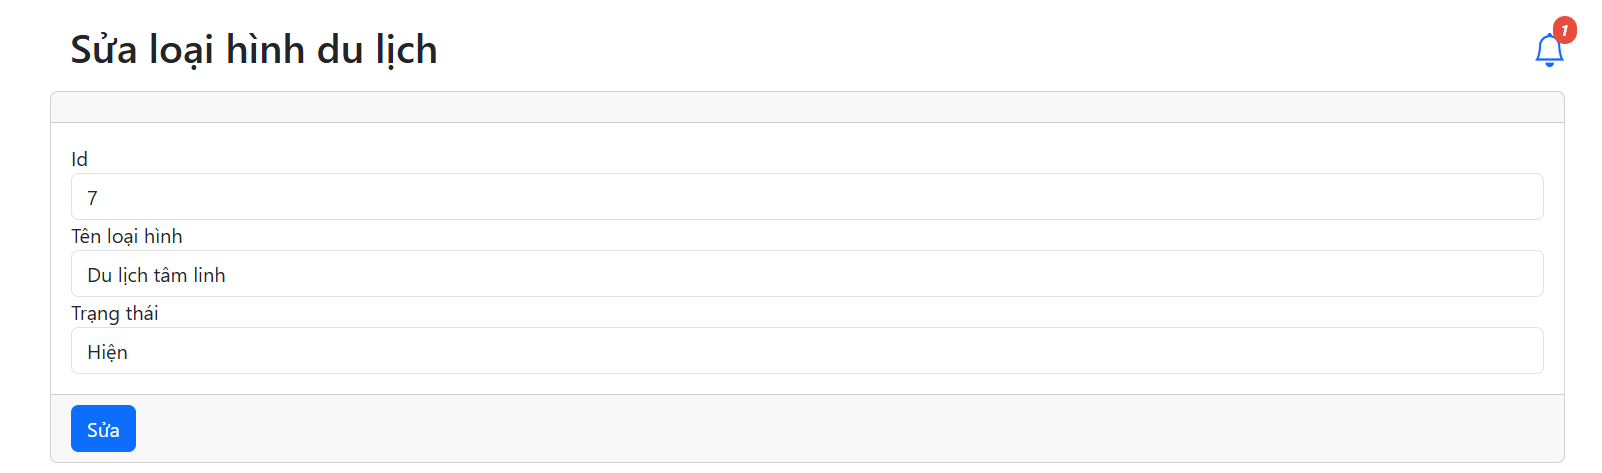 Sửa loại hình du lịch
1
Id
7
Tên loại hình
Du lịch tâm linh
Trạng thái
Hiện
Sửa